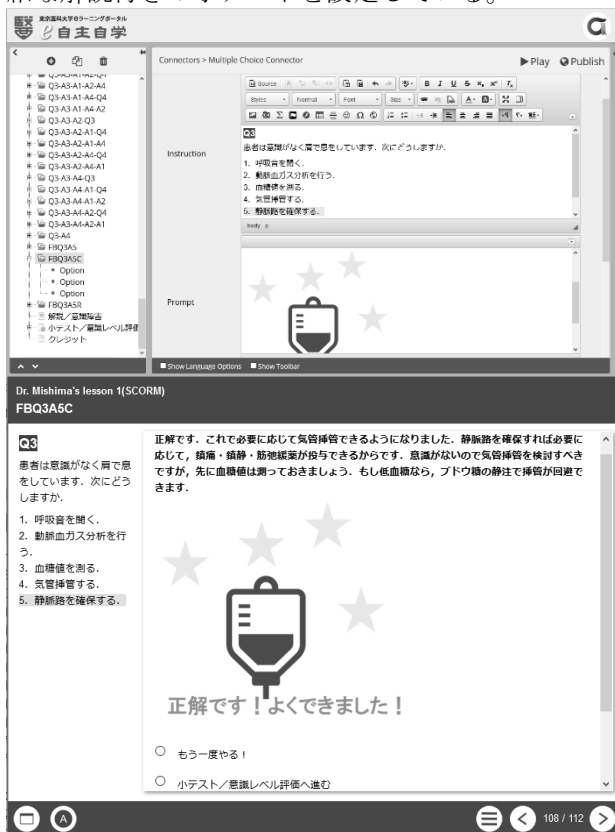 東京医科大学eラーニングポータル
自主自学
Connectors > Multiple Choice Connector
Play
Publish
Q3-A3-A1-A2-Q4
Q3-A3-A1-A2-A4
Q3-A3-A1-A4-Q4
Q3-A3-A1-A4-A2
Q3-A3-A2-Q3
Q3-A3-A2-A1-Q4
Q3-A3-A2-A1-A4
Q3-A3-A2-A4-Q4
Q3-A3-A2-A4-A1
Q3-A3-A4-Q3
Q3-A3-A4-A1-Q4
Q3-A3-A4-A1-A2
Q3-A3-A4-A2-Q4
Q3-A3-A4-A2-A1
Q3-A4
FBQ3A5
FBQ3A5C
Option
Option
Option
FBQ3A5R
解説/意識障害
小テスト/意識レベル評価
クレジット
Source
Styles
Normal
Font
Size
Instruction
Q3
患者は意識がなく肩で息をしています．次にどうしますか．
1. 呼吸音を聞く．
2. 動脈血ガス分析を行う．
3. 血糖値を測る．
4. 気管挿管する．
5. 静脈路を確保する．
body p
Prompt
Show Language Options
Show Toolbar
Dr. Mishima's lesson 1(SCORM)
FBQ3A5C
Q3
患者は意識がなく肩で息
をしています．次にどう
しますか．
1. 呼吸音を聞く．
2. 動脈血ガス分析を行
う．
3. 血糖値を測る．
4. 気管挿管する．
5. 静脈路を確保する．
正解です．これで必要に応じて気管挿管できるようになりました．静脈路を確保すれば必要に
応じて，鎮痛・鎮静・筋弛緩薬が投与できるからです．意識がないので気管挿管を検討すべき
ですが，先に血糖値は測っておきましょう．もし低血糖なら，ブドウ糖の静注で挿管が回避で
きます．
正解です！よくできました！
もう一度やる！
小テスト/意識レベル評価へ進む
108 / 112